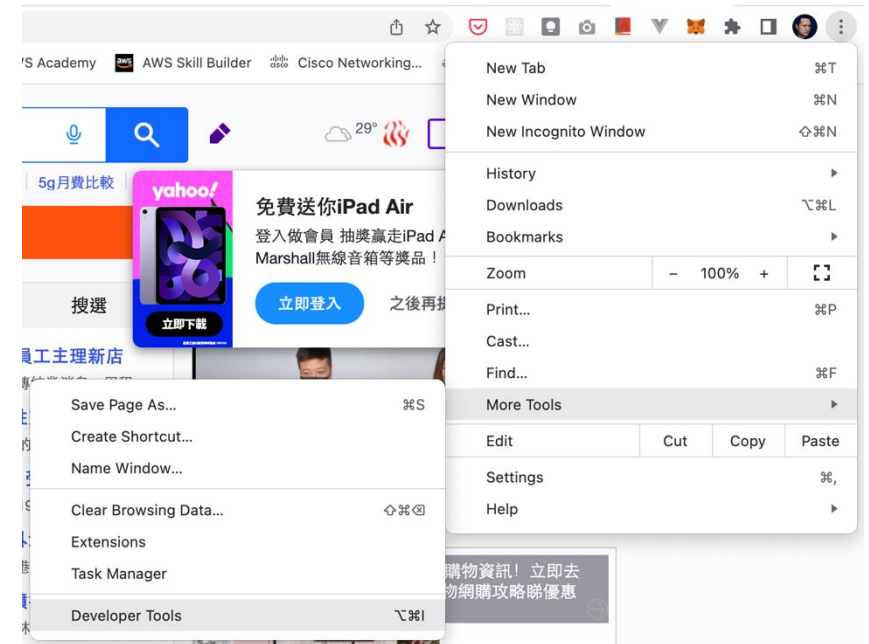 S Academy
aws
AWS Skill Builder
cisco
Cisco Networking...
29°
5g月費比較
yahoo!
免費送你iPad Air
登入做會員 抽獎贏走iPad A
Marshall無線音箱等獎品！
立即登入
之後再提
立即下載
搜選
員工主理新店
New Tab ⌘T
New Window ⌘N
New Incognito Window ⇧⌘N
History
Downloads ⌥⌘L
Bookmarks
Zoom - 100% +
Print... ⌘P
Cast...
Find... ⌘F
More Tools
Edit Cut Copy Paste
Settings ⌘,
Help
Save Page As... ⌘S
Create Shortcut...
Name Window...
Clear Browsing Data... ⇧⌘⌫
Extensions
Task Manager
Developer Tools ⌥⌘I
購物資訊！立即去
物網購攻略睇優惠